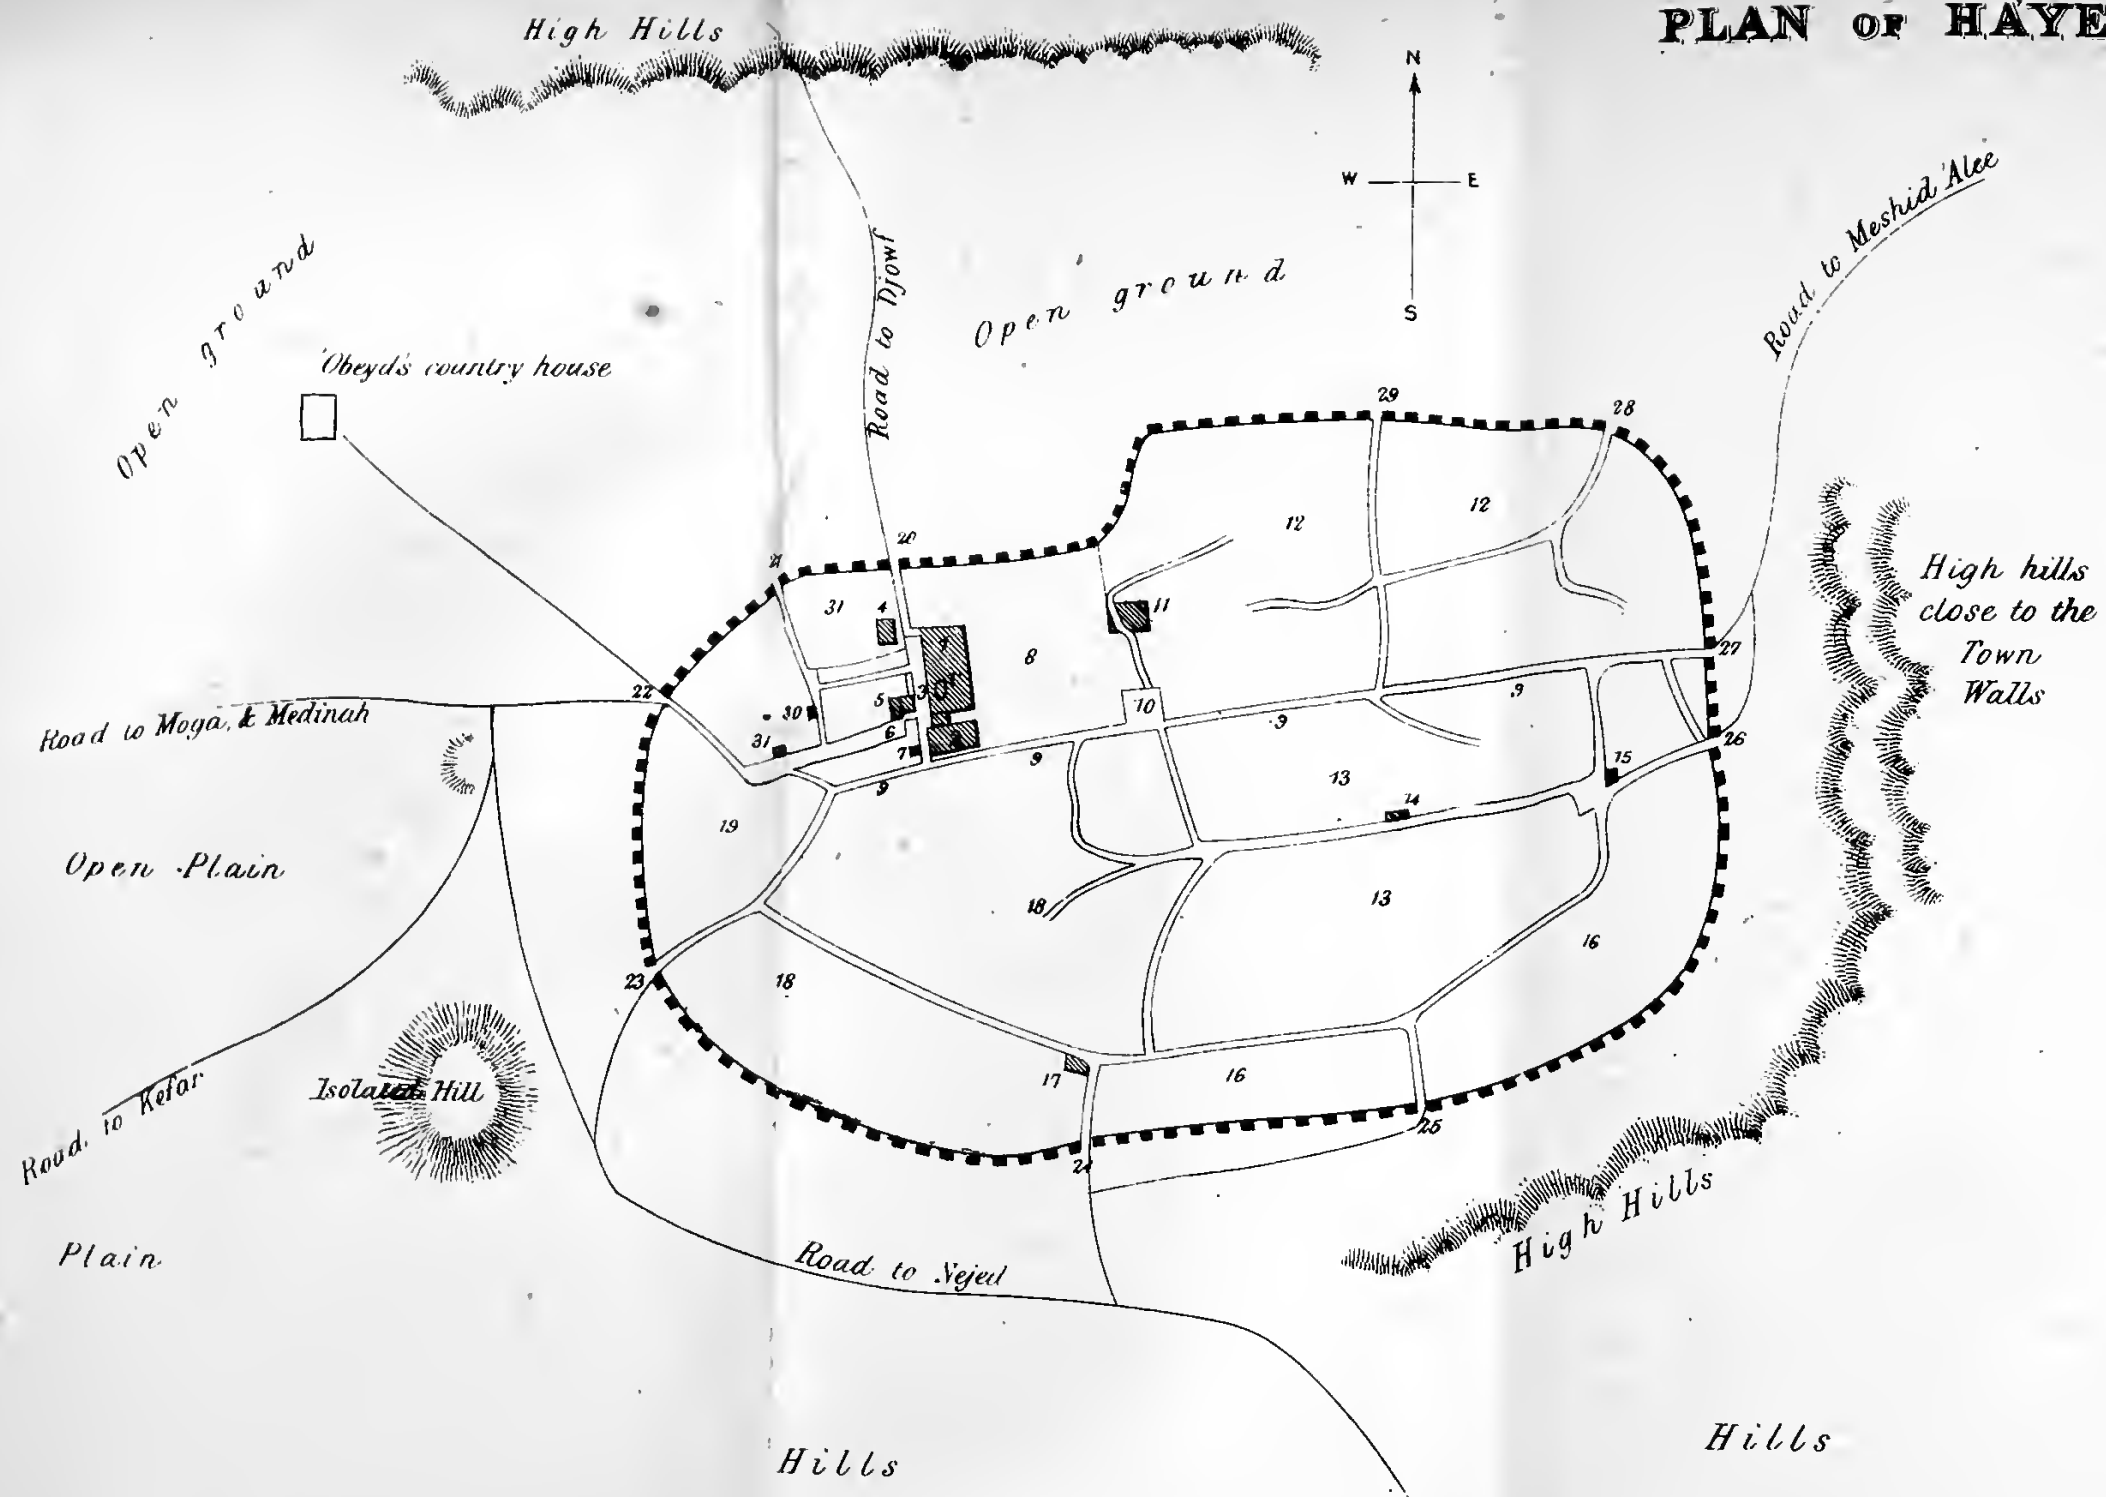 PLAN OF HAYE
High Hills
N
W E
S
Road to Meshid 'Alee
Open ground
Road to Djowf
Open ground
'Obeyd's country house
29
28
12
12
20
21
31
4
11
1
8
High hills
close to the
Town
Walls
27
22
5
3
10
9
9
30
Road to Moga, & Medinah
31
6
7
2
9
26
15
13
14
9
19
Open Plain
18
13
16
23
18
17
16
Isolated Hill
Road to Kefar
25
24
High Hills
Plain
Road to Nejed
Hills
Hills